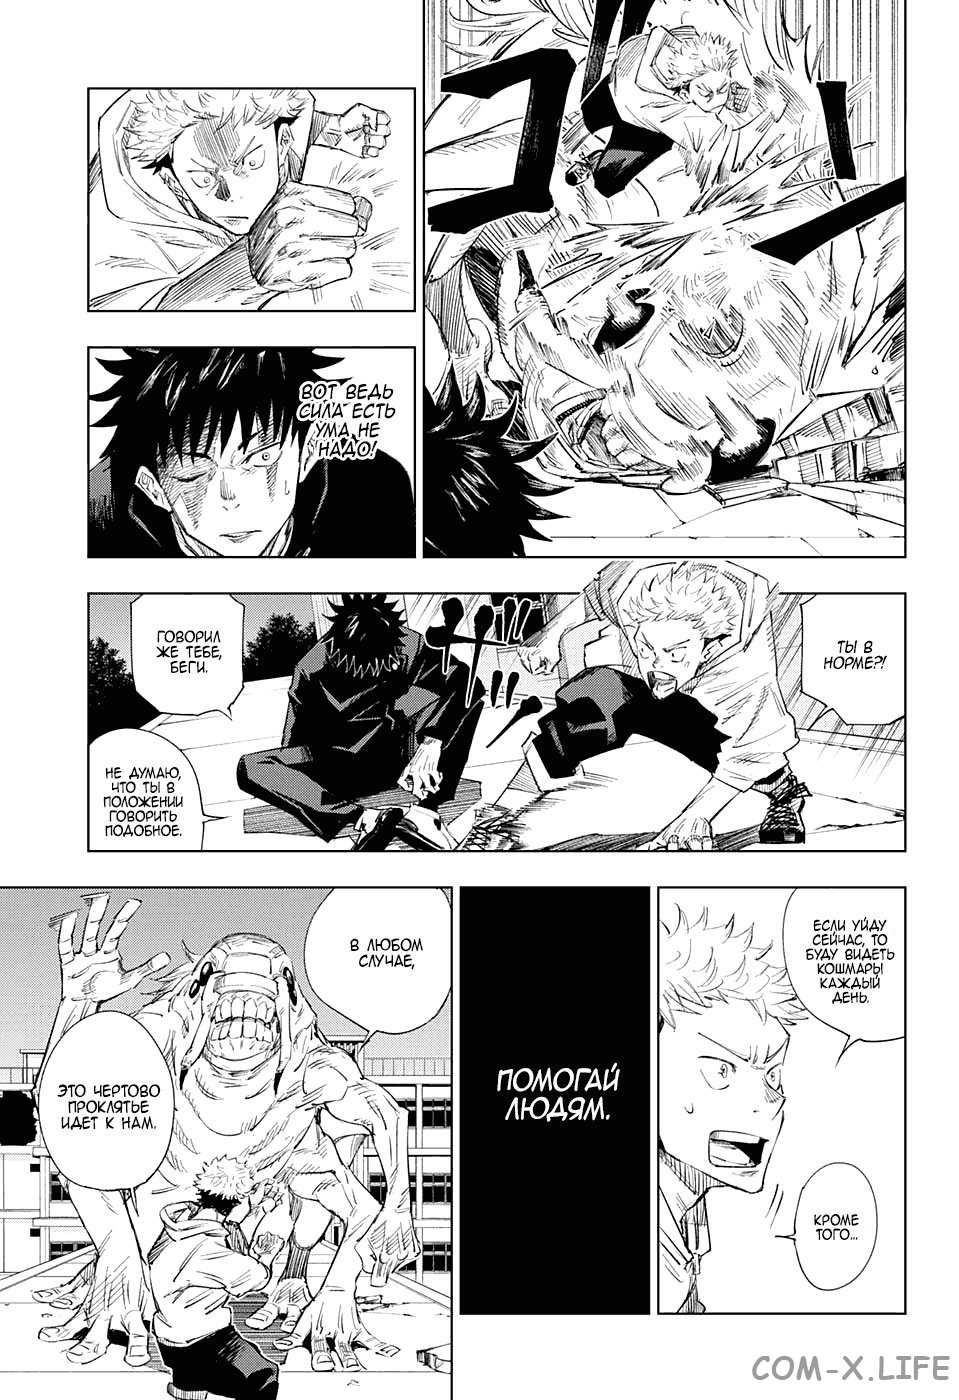 ВОТ ВЕДЬ
СИЛА ЕСТЬ
УМА НЕ
НАДО!
ТЫ В
НОРМЕ?!
ГОВОРИЛ
ЖЕ ТЕБЕ,
БЕГИ.
НЕ ДУМАЮ,
ЧТО ТЫ В
ПОЛОЖЕНИИ
ГОВОРИТЬ
ПОДОБНОЕ.
ЕСЛИ УЙДУ
СЕЙЧАС, ТО
БУДУ ВИДЕТЬ
КОШМАРЫ
КАЖДЫЙ
ДЕНЬ.
КРОМЕ
ТОГО...
ПОМОГАЙ
ЛЮДЯМ.
В ЛЮБОМ
СЛУЧАЕ,
ЭТО ЧЕРТОВО
ПРОКЛЯТЬЕ
ИДЕТ К НАМ.
COM-X.LIFE